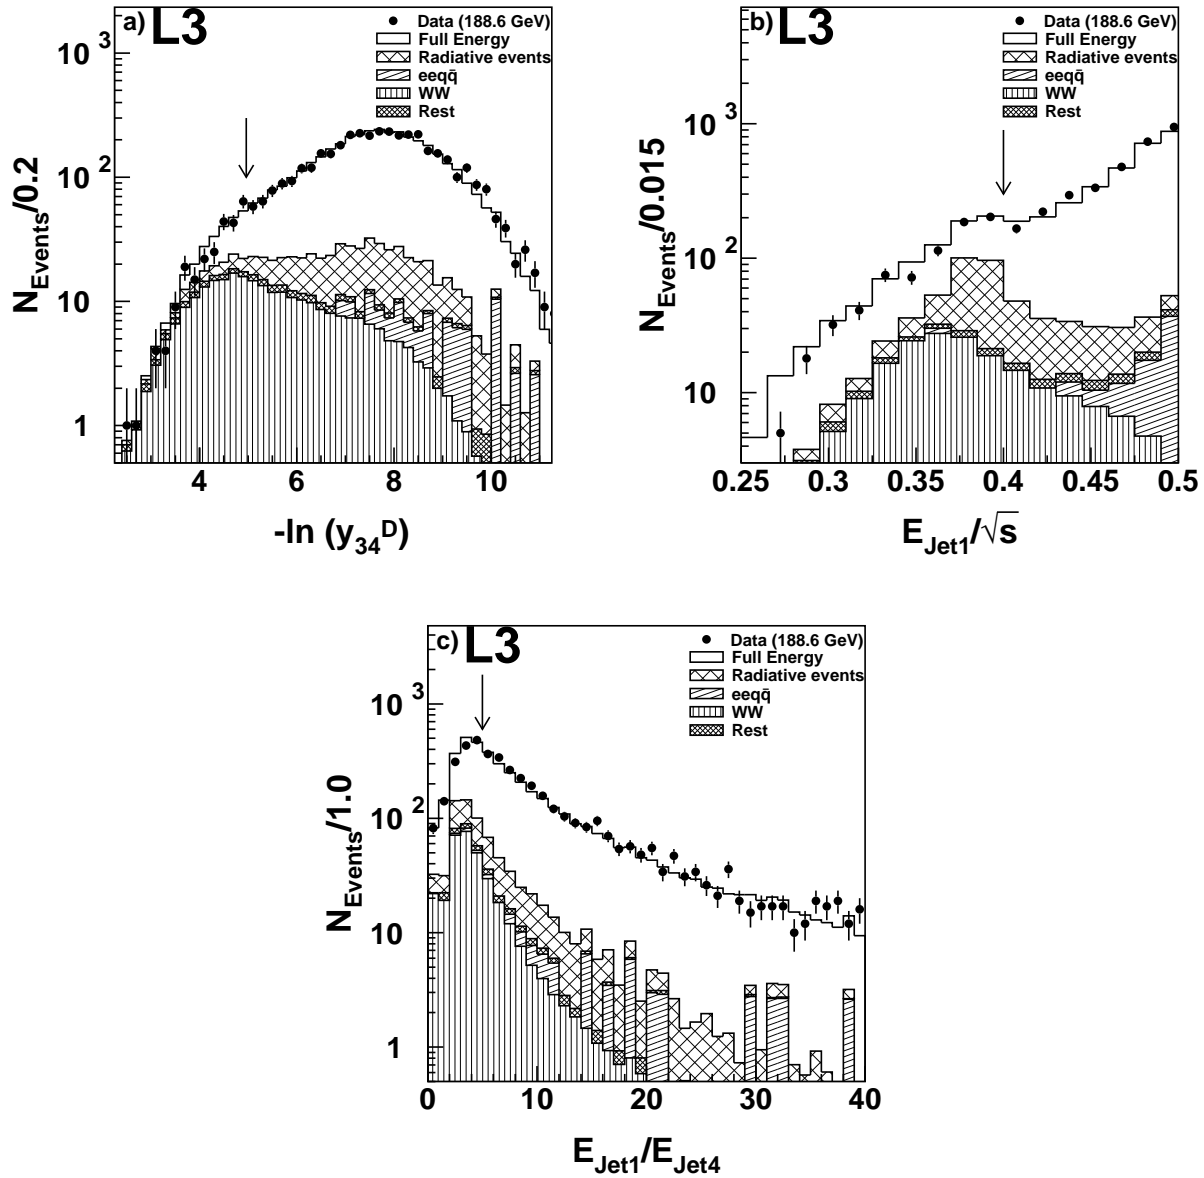 a) L3
Data (188.6 GeV)
Full Energy
Radiative events
eeqq̄
WW
Rest
10³
10²
10
1
N_Events/0.2
4 6 8 10
-ln (y₃₄ᴰ)
b) L3
Data (188.6 GeV)
Full Energy
Radiative events
eeqq̄
WW
Rest
10³
10²
10
N_Events/0.015
0.25 0.3 0.35 0.4 0.45 0.5
E_Jet1/√s
c) L3
Data (188.6 GeV)
Full Energy
Radiative events
eeqq̄
WW
Rest
10³
10²
10
1
N_Events/1.0
0 10 20 30 40
E_Jet1/E_Jet4